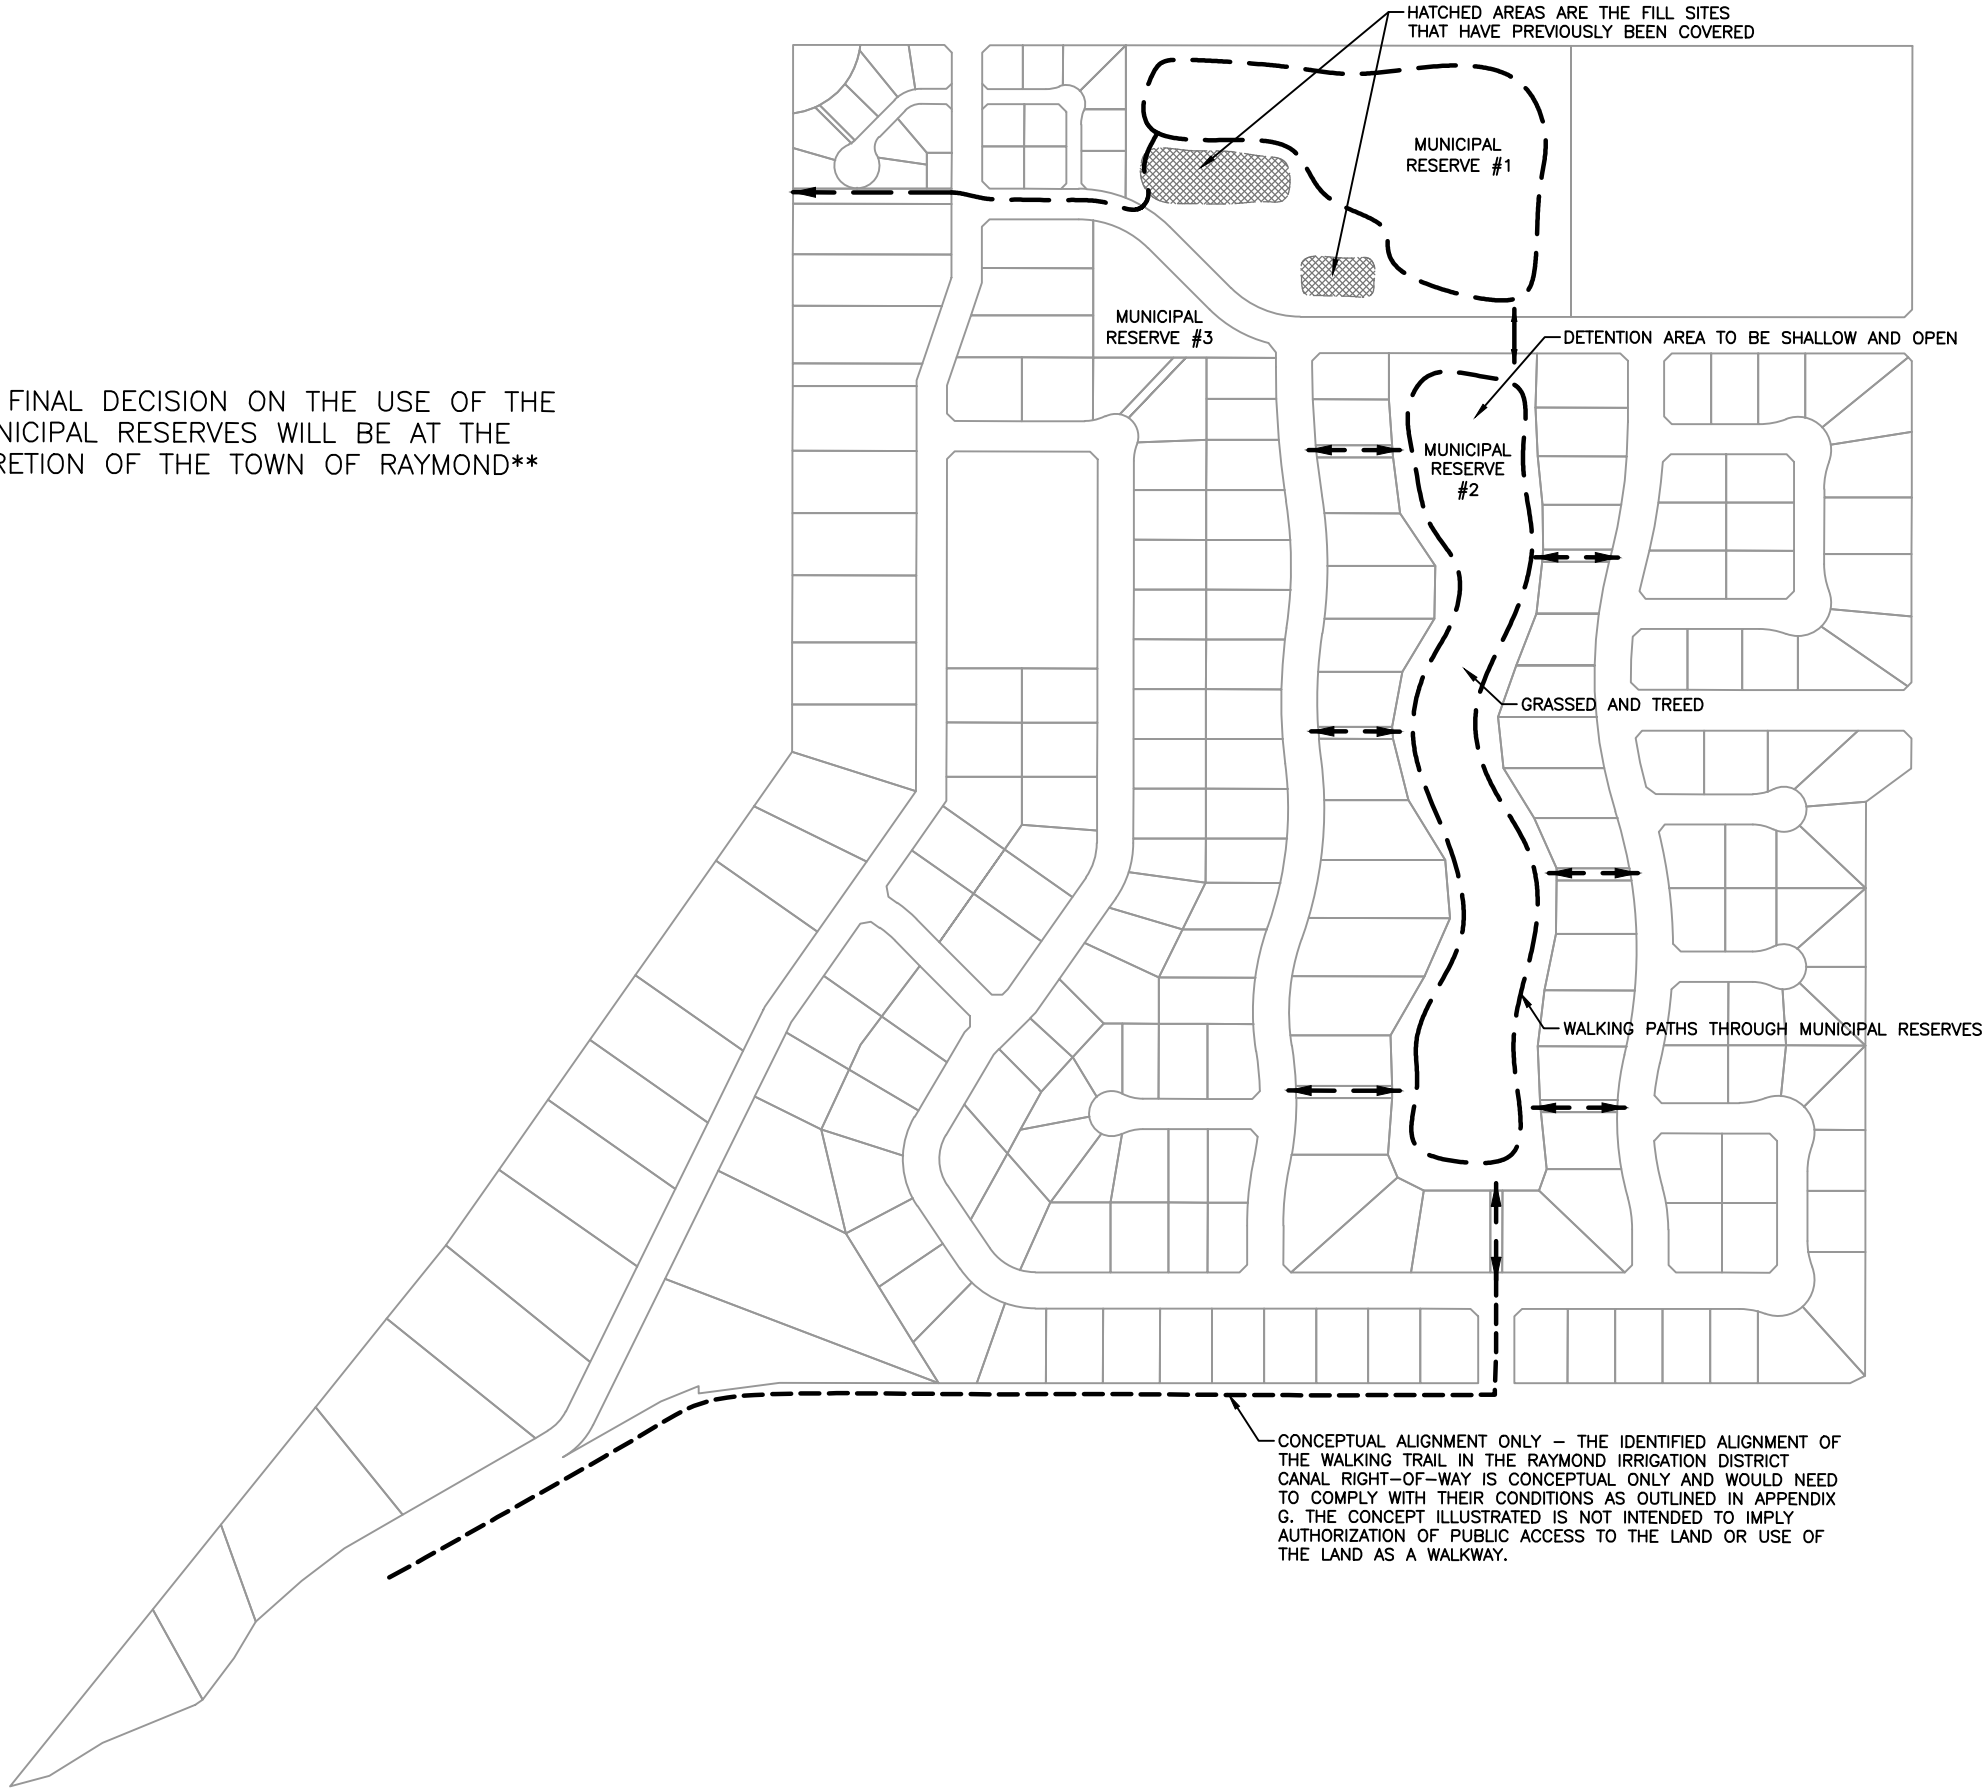 HATCHED AREAS ARE THE FILL SITES
THAT HAVE PREVIOUSLY BEEN COVERED
MUNICIPAL
RESERVE #1
MUNICIPAL
RESERVE #3
DETENTION AREA TO BE SHALLOW AND OPEN
FINAL DECISION ON THE USE OF THE
NICIPAL RESERVES WILL BE AT THE
RETION OF THE TOWN OF RAYMOND**
MUNICIPAL
RESERVE
#2
GRASSED AND TREED
WALKING PATHS THROUGH MUNICIPAL RESERVES
CONCEPTUAL ALIGNMENT ONLY – THE IDENTIFIED ALIGNMENT OF
THE WALKING TRAIL IN THE RAYMOND IRRIGATION DISTRICT
CANAL RIGHT–OF–WAY IS CONCEPTUAL ONLY AND WOULD NEED
TO COMPLY WITH THEIR CONDITIONS AS OUTLINED IN APPENDIX
G. THE CONCEPT ILLUSTRATED IS NOT INTENDED TO IMPLY
AUTHORIZATION OF PUBLIC ACCESS TO THE LAND OR USE OF
THE LAND AS A WALKWAY.